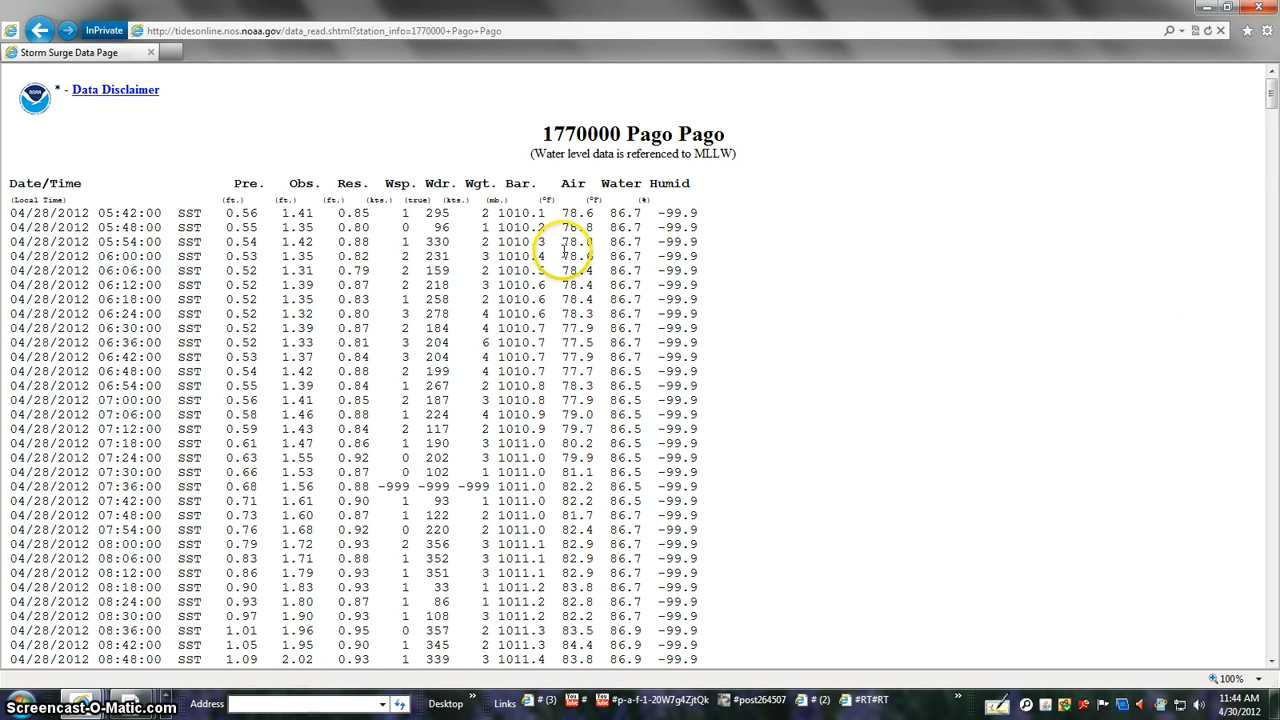 InPrivate
http://tidesonline.nos.noaa.gov/data_read.shtml?station_info=1770000+Pago+Pago
Storm Surge Data Page
NOAA
* - Data Disclaimer
1770000 Pago Pago
(Water level data is referenced to MLLW)
Date/Time Pre. Obs. Res. Wsp. Wdr. Wgt. Bar. Air Water Humid
(Local Time) (ft.) (ft.) (ft.) (kts.) (true) (kts.) (mb.) (°F) (°F) (%)
04/28/2012 05:42:00 SST 0.56 1.41 0.85 1 295 2 1010.1 78.6 86.7 -99.9
04/28/2012 05:48:00 SST 0.55 1.35 0.80 0 96 1 1010.2 78.8 86.7 -99.9
04/28/2012 05:54:00 SST 0.54 1.42 0.88 1 330 2 1010.3 78.8 86.7 -99.9
04/28/2012 06:00:00 SST 0.53 1.35 0.82 2 231 3 1010.4 78.6 86.7 -99.9
04/28/2012 06:06:00 SST 0.52 1.31 0.79 2 159 2 1010.5 78.4 86.7 -99.9
04/28/2012 06:12:00 SST 0.52 1.39 0.87 2 218 3 1010.6 78.4 86.7 -99.9
04/28/2012 06:18:00 SST 0.52 1.35 0.83 1 258 2 1010.6 78.4 86.7 -99.9
04/28/2012 06:24:00 SST 0.52 1.32 0.80 3 278 4 1010.6 78.3 86.7 -99.9
04/28/2012 06:30:00 SST 0.52 1.39 0.87 2 184 4 1010.7 77.9 86.7 -99.9
04/28/2012 06:36:00 SST 0.52 1.33 0.81 3 204 6 1010.7 77.5 86.7 -99.9
04/28/2012 06:42:00 SST 0.53 1.37 0.84 3 204 4 1010.7 77.9 86.7 -99.9
04/28/2012 06:48:00 SST 0.54 1.42 0.88 2 199 4 1010.7 77.7 86.5 -99.9
04/28/2012 06:54:00 SST 0.55 1.39 0.84 1 267 2 1010.8 78.3 86.5 -99.9
04/28/2012 07:00:00 SST 0.56 1.41 0.85 2 187 3 1010.8 77.9 86.5 -99.9
04/28/2012 07:06:00 SST 0.58 1.46 0.88 1 224 4 1010.9 79.0 86.5 -99.9
04/28/2012 07:12:00 SST 0.59 1.43 0.84 2 117 2 1010.9 79.7 86.5 -99.9
04/28/2012 07:18:00 SST 0.61 1.47 0.86 1 190 3 1011.0 80.2 86.5 -99.9
04/28/2012 07:24:00 SST 0.63 1.55 0.92 0 202 3 1011.0 79.9 86.5 -99.9
04/28/2012 07:30:00 SST 0.66 1.53 0.87 0 102 1 1011.0 81.1 86.5 -99.9
04/28/2012 07:36:00 SST 0.68 1.56 0.88 -999 -999 -999 1011.0 82.2 86.5 -99.9
04/28/2012 07:42:00 SST 0.71 1.61 0.90 1 93 1 1011.0 82.2 86.5 -99.9
04/28/2012 07:48:00 SST 0.73 1.60 0.87 1 122 2 1011.0 81.7 86.5 -99.9
04/28/2012 07:54:00 SST 0.76 1.68 0.92 0 220 2 1011.0 82.4 86.5 -99.9
04/28/2012 08:00:00 SST 0.79 1.72 0.93 2 356 3 1011.1 82.9 86.7 -99.9
04/28/2012 08:06:00 SST 0.83 1.71 0.88 1 352 3 1011.1 82.9 86.7 -99.9
04/28/2012 08:12:00 SST 0.86 1.79 0.93 1 351 3 1011.1 82.9 86.7 -99.9
04/28/2012 08:18:00 SST 0.90 1.83 0.93 1 33 1 1011.2 83.8 86.7 -99.9
04/28/2012 08:24:00 SST 0.93 1.80 0.87 1 86 1 1011.2 82.8 86.7 -99.9
04/28/2012 08:30:00 SST 0.97 1.90 0.93 1 108 3 1011.2 82.2 86.7 -99.9
04/28/2012 08:36:00 SST 1.01 1.96 0.95 0 357 2 1011.3 83.5 86.9 -99.9
04/28/2012 08:42:00 SST 1.05 1.95 0.90 1 345 2 1011.3 84.4 86.9 -99.9
04/28/2012 08:48:00 SST 1.09 2.02 0.93 1 339 3 1011.4 83.8 86.9 -99.9
100%
Address Desktop » Links # (3) # #p-a-f-1-20W7g4ZjtQk #post264507 # (2) #RT#RT »
11:44 AM
4/30/2012
Screencast-O-Matic.com